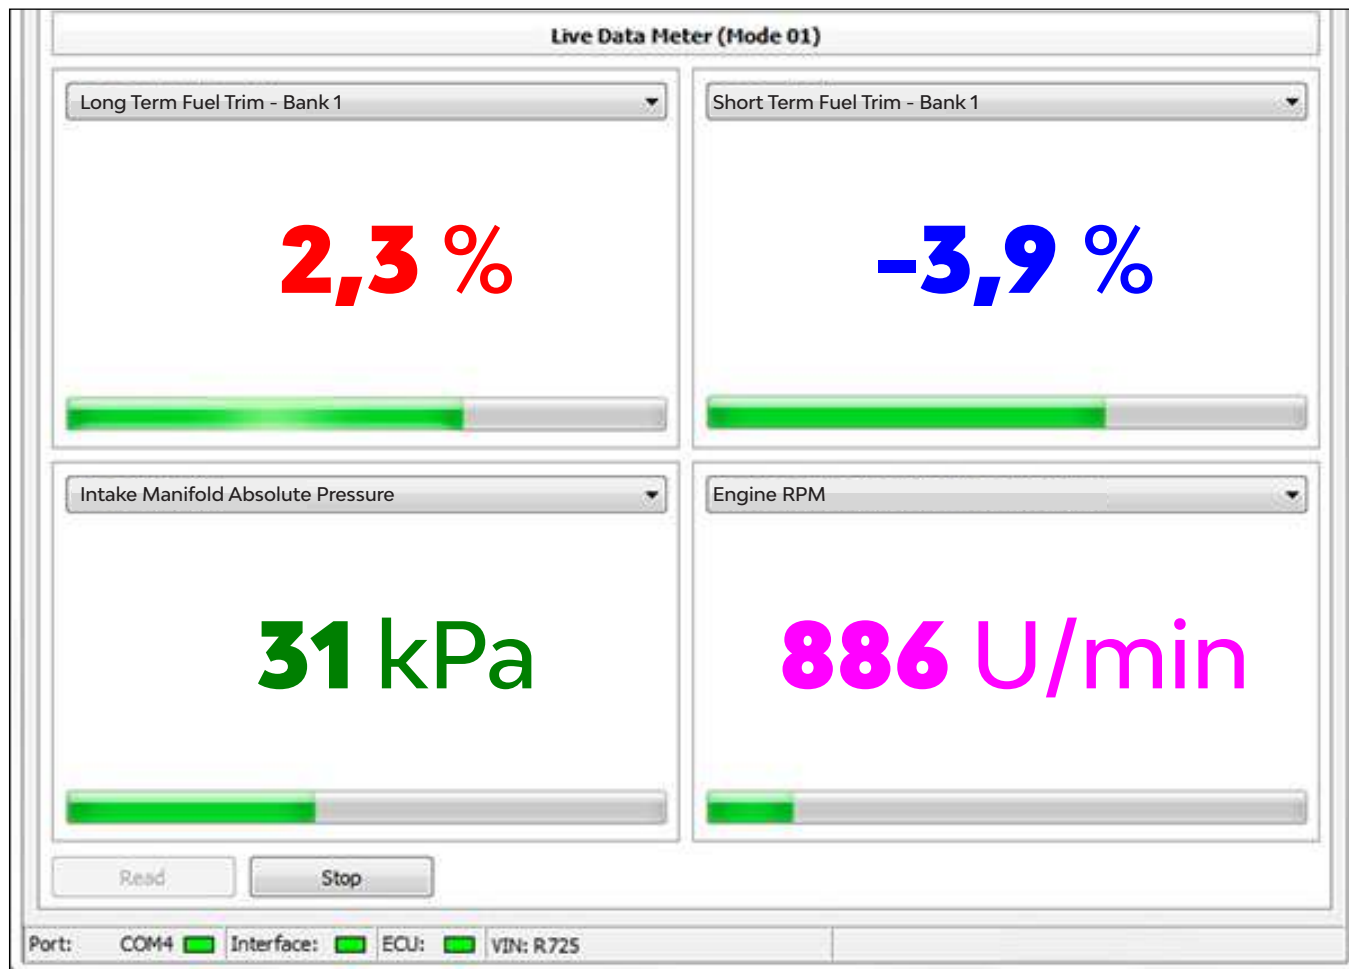 Live Data Meter (Mode 01)
Long Term Fuel Trim - Bank 1
Short Term Fuel Trim - Bank 1
2,3 %
-3,9 %
Intake Manifold Absolute Pressure
Engine RPM
31 kPa
886 U/min
Read
Stop
Port: COM4 Interface: ECU: VIN: R725